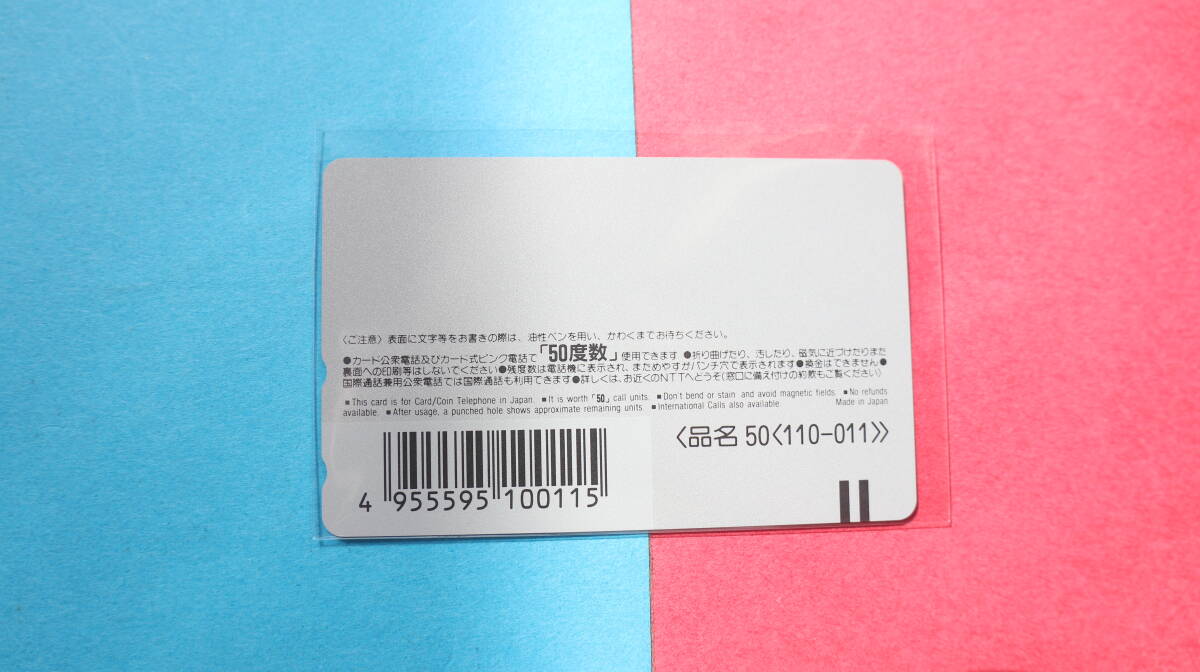 〈ご注意〉表面に文字等をお書きの際は、油性ペンを用い、かわくまでお待ちください。
●カード公衆電話及びカード式ピンク電話で「50度数」使用できます ●折り曲げたり、汚したり、磁気に近づけたりまた
裏面への印刷等はしないでください●残度数は電話機に表示され、まためやすがパンチ穴で表示されます●換金はできません●
国際通話兼用公衆電話では国際通話も利用できます●詳しくは、お近くのNTTへどうぞ(窓口に備え付けの約款もご覧ください)
■This card is for Card/Coin Telephone in Japan. ■It is worth「50」call units. ■Don't bend or stain and avoid magnetic fields. ■No refunds
available. ■After usage, a punched hole shows approximate remaining units. ■International Calls also available. Made in Japan
〈品名 50〈110-011〉〉
4 955595 100115